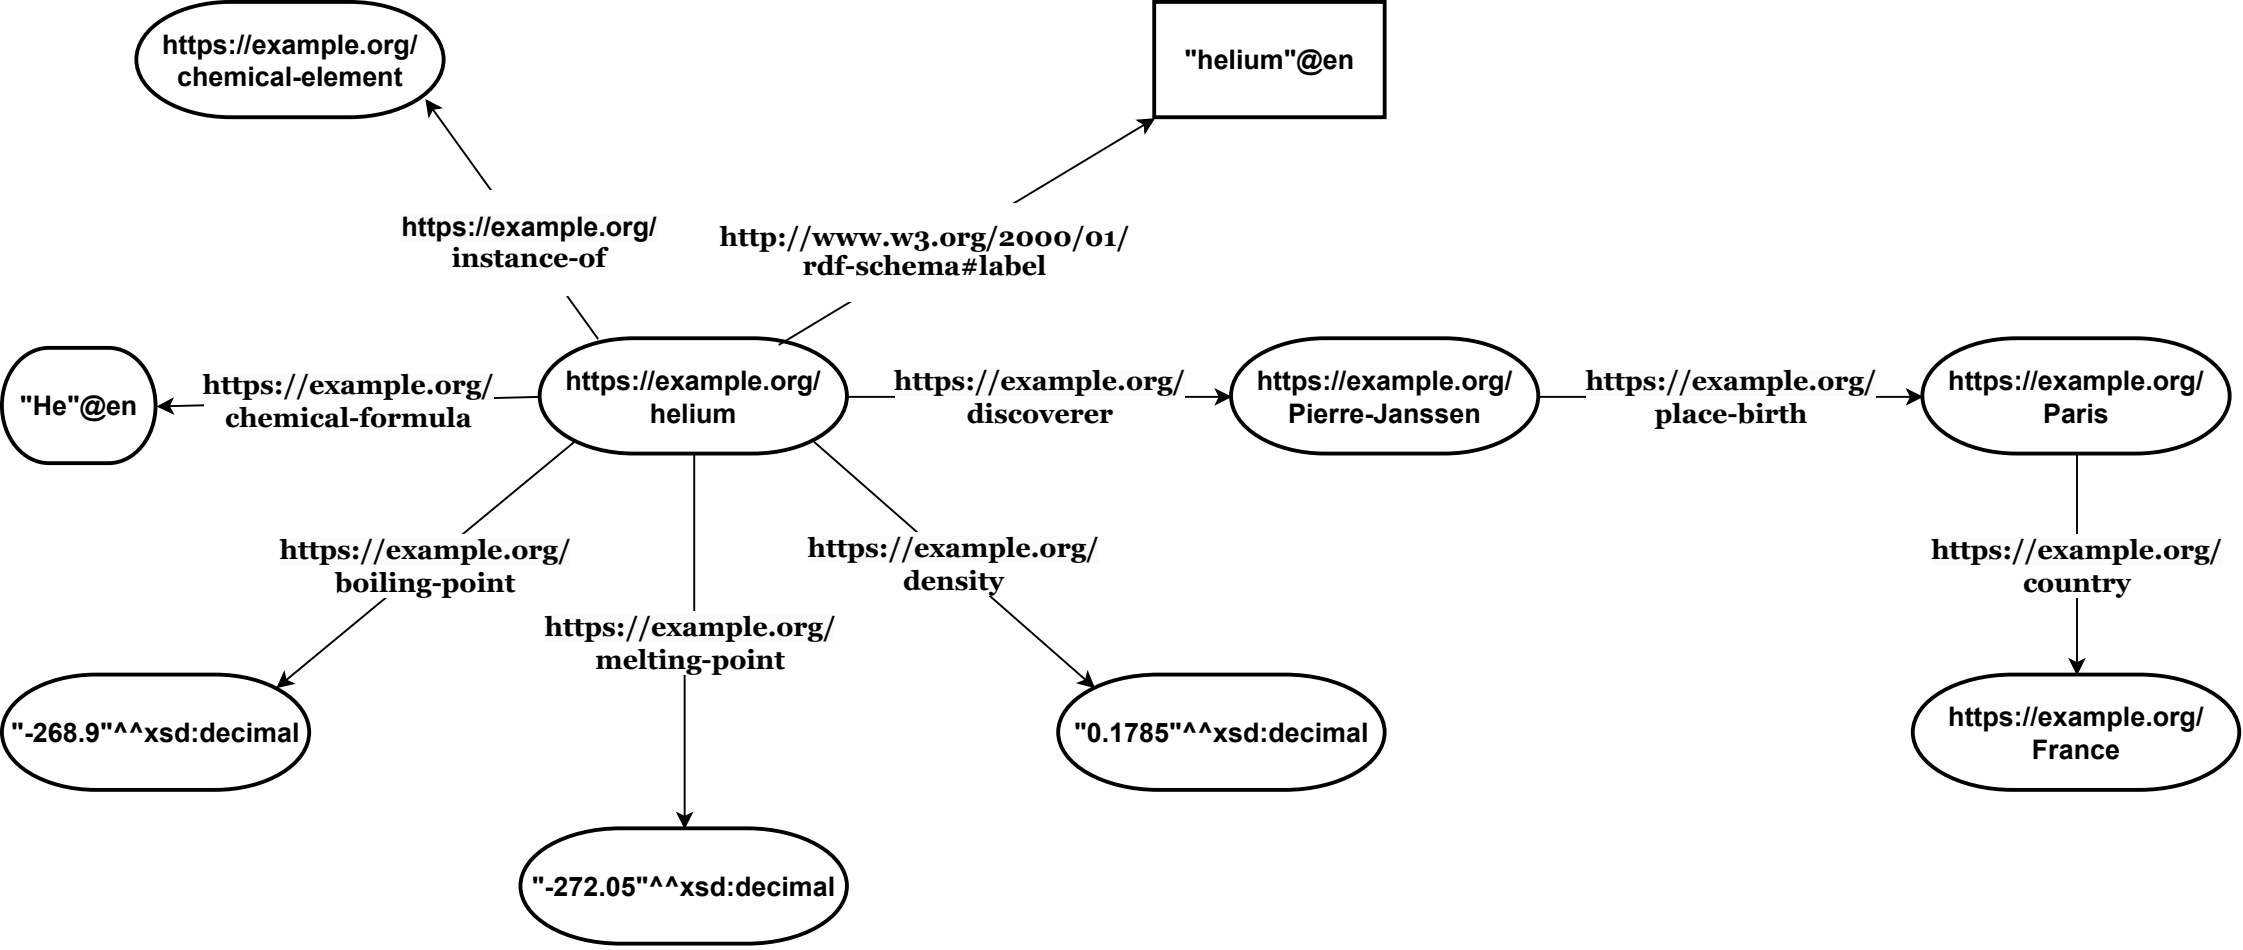 https://example.org/
chemical-element
"helium"@en
https://example.org/
instance-of
http://www.w3.org/2000/01/
rdf-schema#label
"He"@en
https://example.org/
chemical-formula
https://example.org/
helium
https://example.org/
discoverer
https://example.org/
Pierre-Janssen
https://example.org/
place-birth
https://example.org/
Paris
https://example.org/
boiling-point
https://example.org/
melting-point
https://example.org/
density
https://example.org/
country
"-268.9"^^xsd:decimal
"-272.05"^^xsd:decimal
"0.1785"^^xsd:decimal
https://example.org/
France